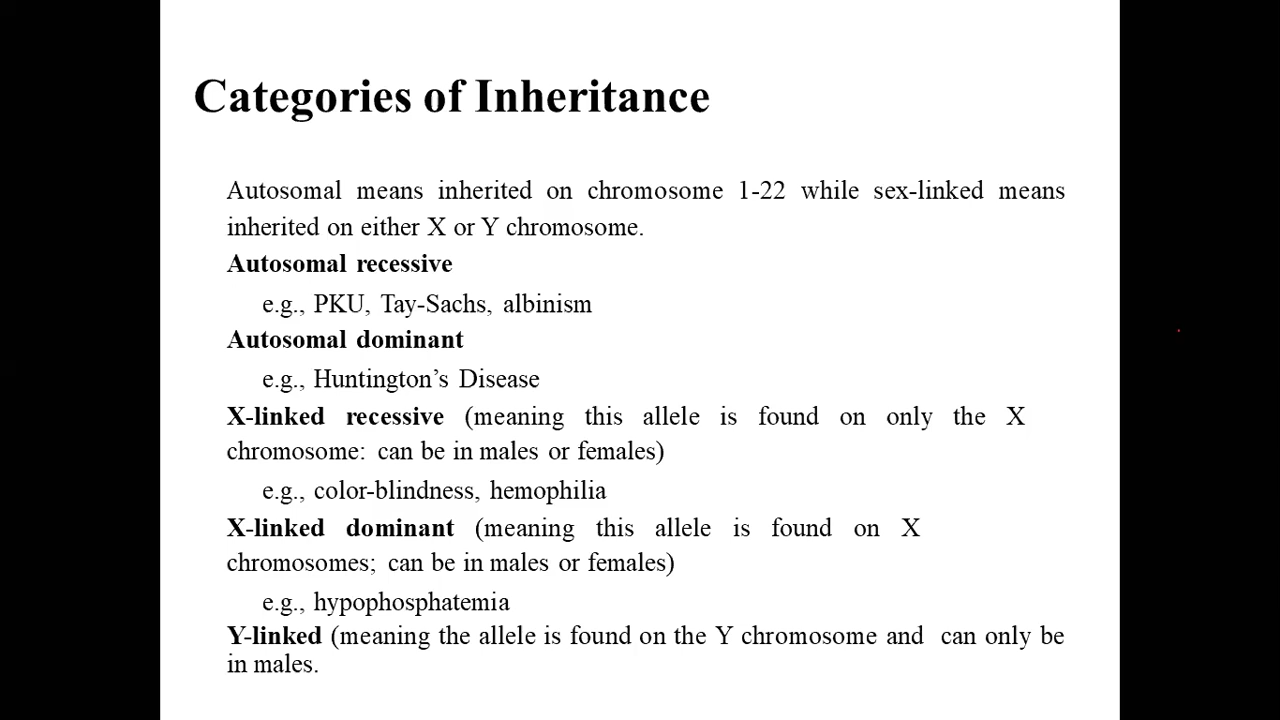 Categories of Inheritance
Autosomal means inherited on chromosome 1-22 while sex-linked means
inherited on either X or Y chromosome.
Autosomal recessive
e.g., PKU, Tay-Sachs, albinism
Autosomal dominant
e.g., Huntington’s Disease
X-linked recessive (meaning this allele is found on only the X
chromosome: can be in males or females)
e.g., color-blindness, hemophilia
X-linked dominant (meaning this allele is found on X
chromosomes; can be in males or females)
e.g., hypophosphatemia
Y-linked (meaning the allele is found on the Y chromosome and can only be
in males.